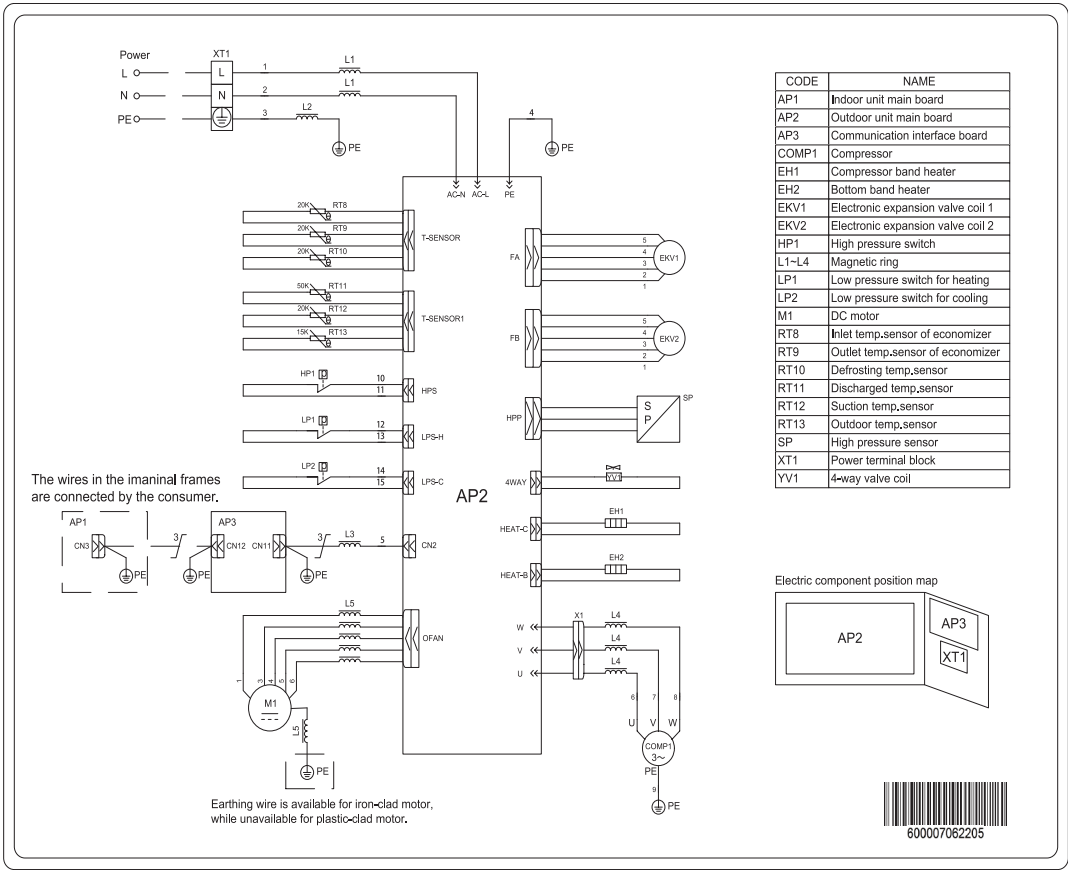 Power
XT1
L
L
1
L1
N
N
2
L1
PE
3
L2
PE
4
PE
AC-N
AC-L
PE
20K
RT8
20K
RT9
20K
RT10
T-SENSOR
50K
RT11
20K
RT12
15K
RT13
T-SENSOR1
HP1
P
10
11
HPS
LP1
P
12
13
LPS-H
LP2
P
14
15
LPS-C
AP2
The wires in the imaninal frames
are connected by the consumer.
AP1
CN3
PE
3
PE
AP3
CN12
CN11
PE
3
L3
5
CN2
L5
OFAN
1
3
4
5
6
M1
L5
PE
Earthing wire is available for iron-clad motor,
while unavailable for plastic-clad motor.
FA
5
4
3
2
1
EKV1
FB
5
4
3
2
1
EKV2
HPP
S
P
SP
4WAY
YV1
HEAT-C
EH1
HEAT-B
EH2
W
V
U
X1
L4
L4
L4
6
7
8
U
V
W
COMP1
3~
PE
9
PE
CODE NAME
AP1 Indoor unit main board
AP2 Outdoor unit main board
AP3 Communication interface board
COMP1 Compressor
EH1 Compressor band heater
EH2 Bottom band heater
EKV1 Electronic expansion valve coil 1
EKV2 Electronic expansion valve coil 2
HP1 High pressure switch
L1~L4 Magnetic ring
LP1 Low pressure switch for heating
LP2 Low pressure switch for cooling
M1 DC motor
RT8 Inlet temp.sensor of economizer
RT9 Outlet temp.sensor of economizer
RT10 Defrosting temp.sensor
RT11 Discharged temp.sensor
RT12 Suction temp.sensor
RT13 Outdoor temp.sensor
SP High pressure sensor
XT1 Power terminal block
YV1 4-way valve coil
Electric component position map
AP2
AP3
XT1
600007062205